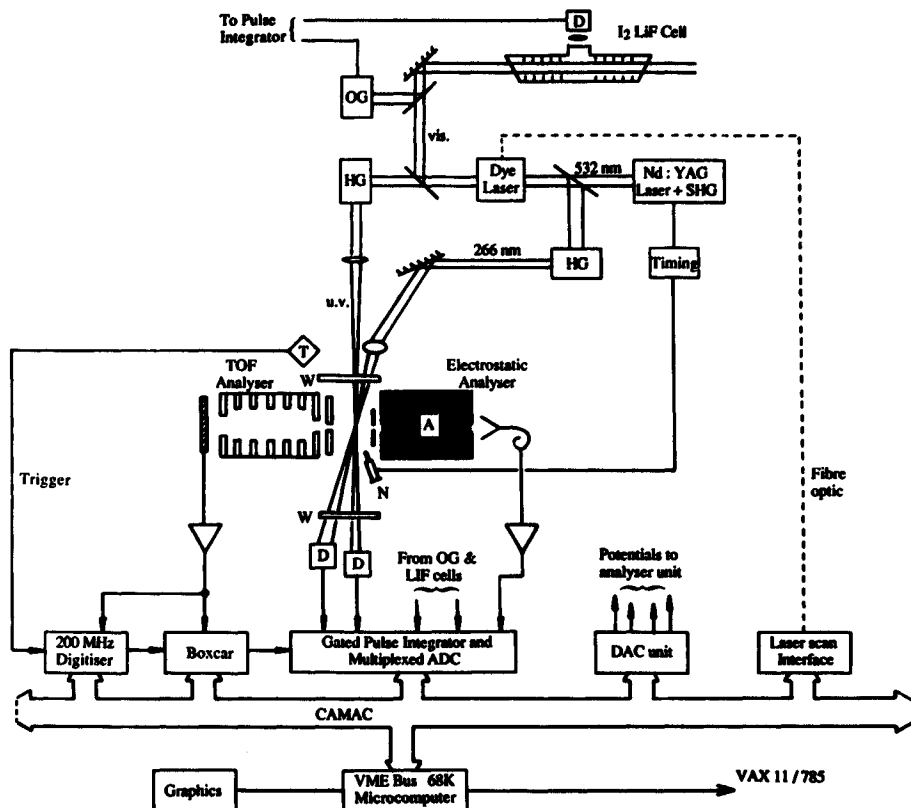 To Pulse
Integrator
D
I2 LiF Cell
OG
vis.
HG
Dye
Laser
532 nm
Nd : YAG
Laser + SHG
266 nm
HG
Timing
u.v.
T
TOF
Analyser
W
Electrostatic
Analyser
A
N
Trigger
W
Fibre
optic
D
D
From OG &
LIF cells
Potentials to
analyser unit
200 MHz
Digitiser
Boxcar
Gated Pulse Integrator and
Multiplexed ADC
DAC unit
Laser scan
Interface
CAMAC
Graphics
VME Bus 68K
Microcomputer
VAX 11 / 785